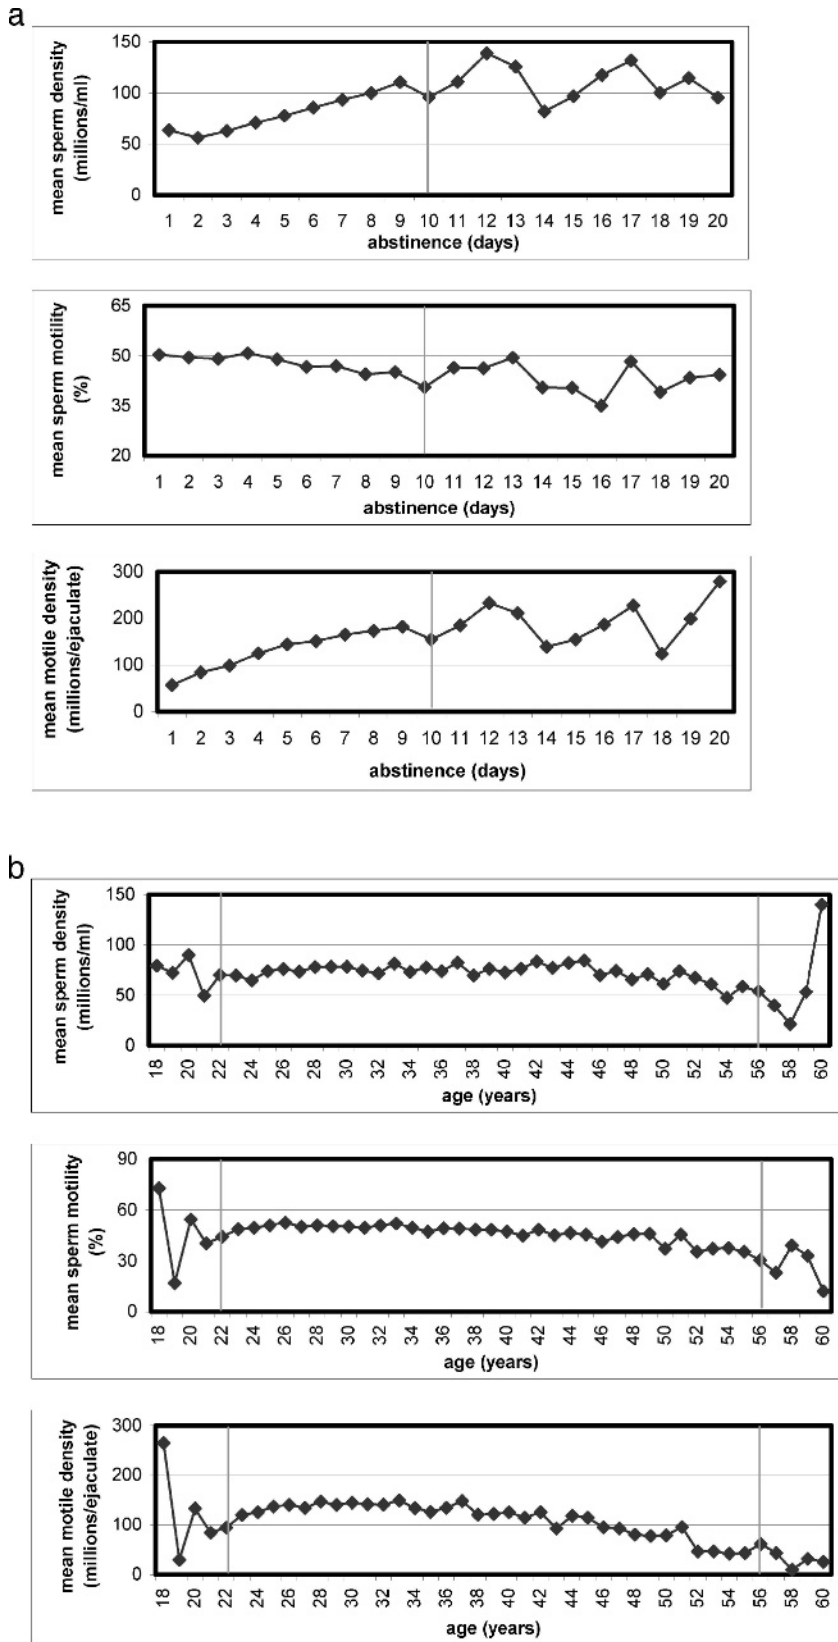 a
mean sperm density
(millions/ml)
150
100
50
0
1 2 3 4 5 6 7 8 9 10 11 12 13 14 15 16 17 18 19 20
abstinence (days)
mean sperm motility
(%)
65
50
35
20
1 2 3 4 5 6 7 8 9 10 11 12 13 14 15 16 17 18 19 20
abstinence (days)
mean motile density
(millions/ejaculate)
300
200
100
0
1 2 3 4 5 6 7 8 9 10 11 12 13 14 15 16 17 18 19 20
abstinence (days)
b
mean sperm density
(millions/ml)
150
100
50
0
18 20 22 24 26 28 30 32 34 36 38 40 42 44 46 48 50 52 54 56 58 60
age (years)
mean sperm motility
(%)
90
60
30
0
18 20 22 24 26 28 30 32 34 36 38 40 42 44 46 48 50 52 54 56 58 60
age (years)
mean motile density
(millions/ejaculate)
300
200
100
0
18 20 22 24 26 28 30 32 34 36 38 40 42 44 46 48 50 52 54 56 58 60
age (years)